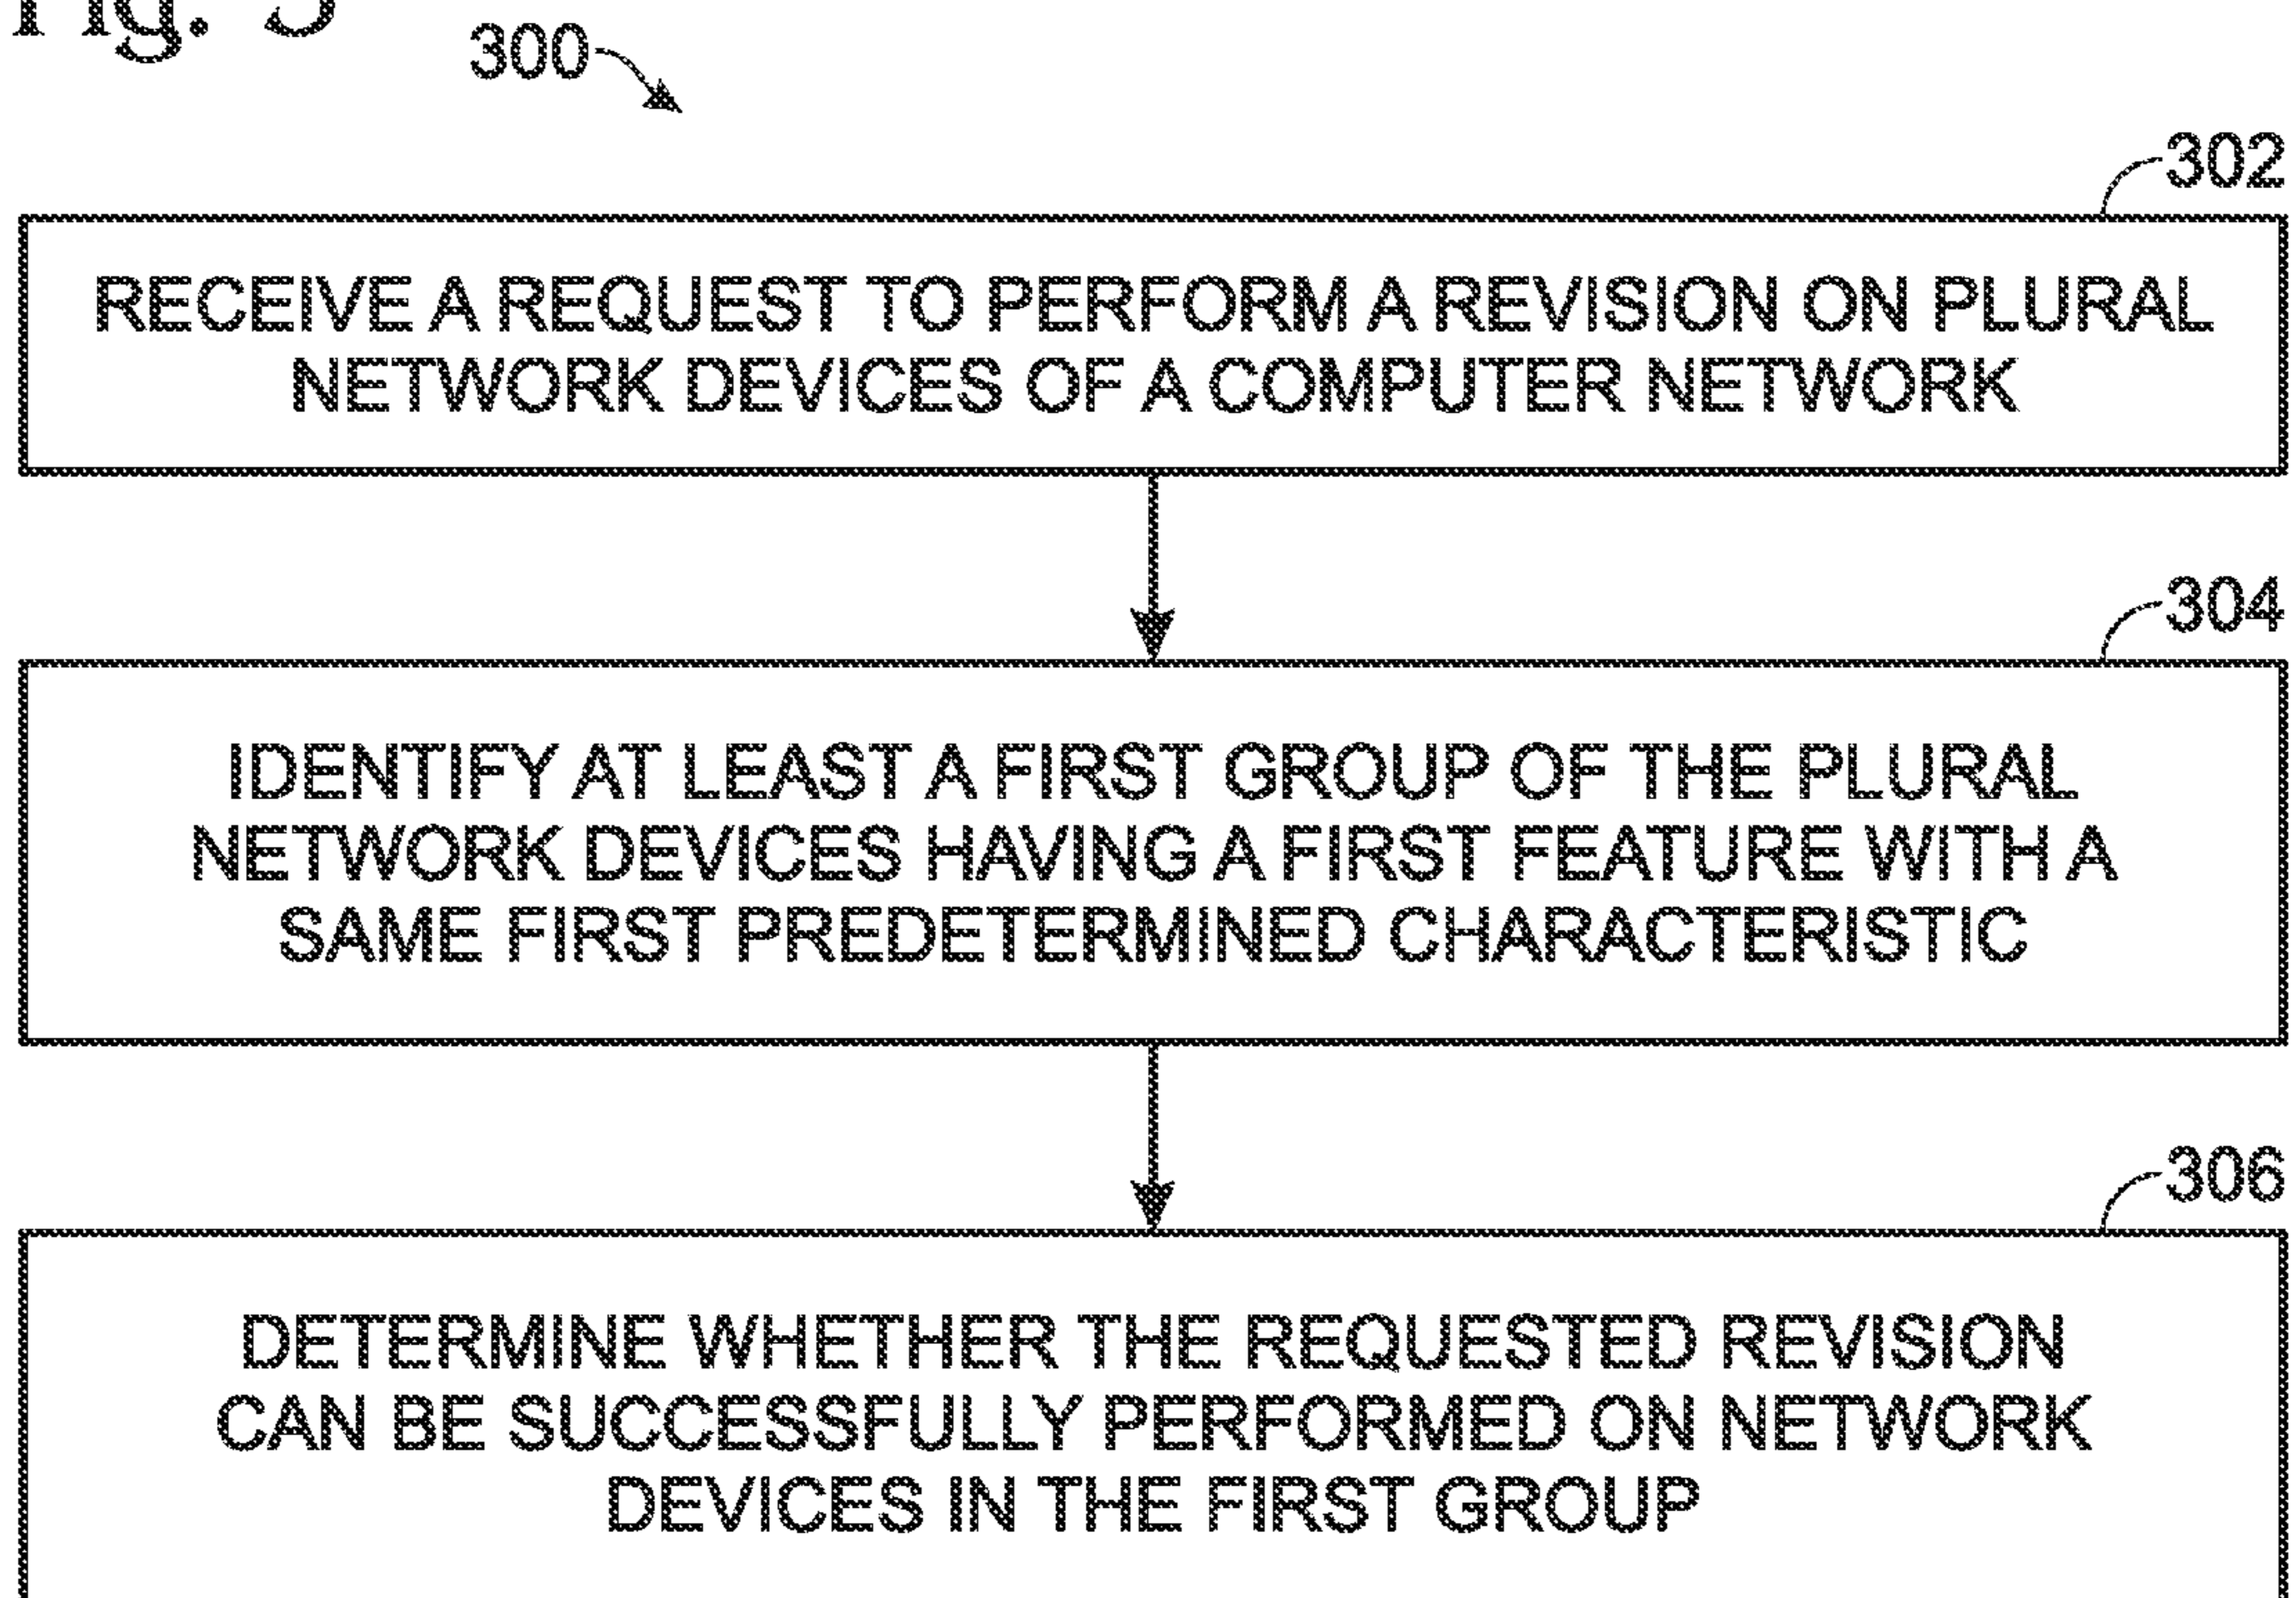 Fig. 3
300
302
RECEIVE A REQUEST TO PERFORM A REVISION ON PLURAL
NETWORK DEVICES OF A COMPUTER NETWORK
304
IDENTIFY AT LEAST A FIRST GROUP OF THE PLURAL
NETWORK DEVICES HAVING A FIRST FEATURE WITH A
SAME FIRST PREDETERMINED CHARACTERISTIC
306
DETERMINE WHETHER THE REQUESTED REVISION
CAN BE SUCCESSFULLY PERFORMED ON NETWORK
DEVICES IN THE FIRST GROUP